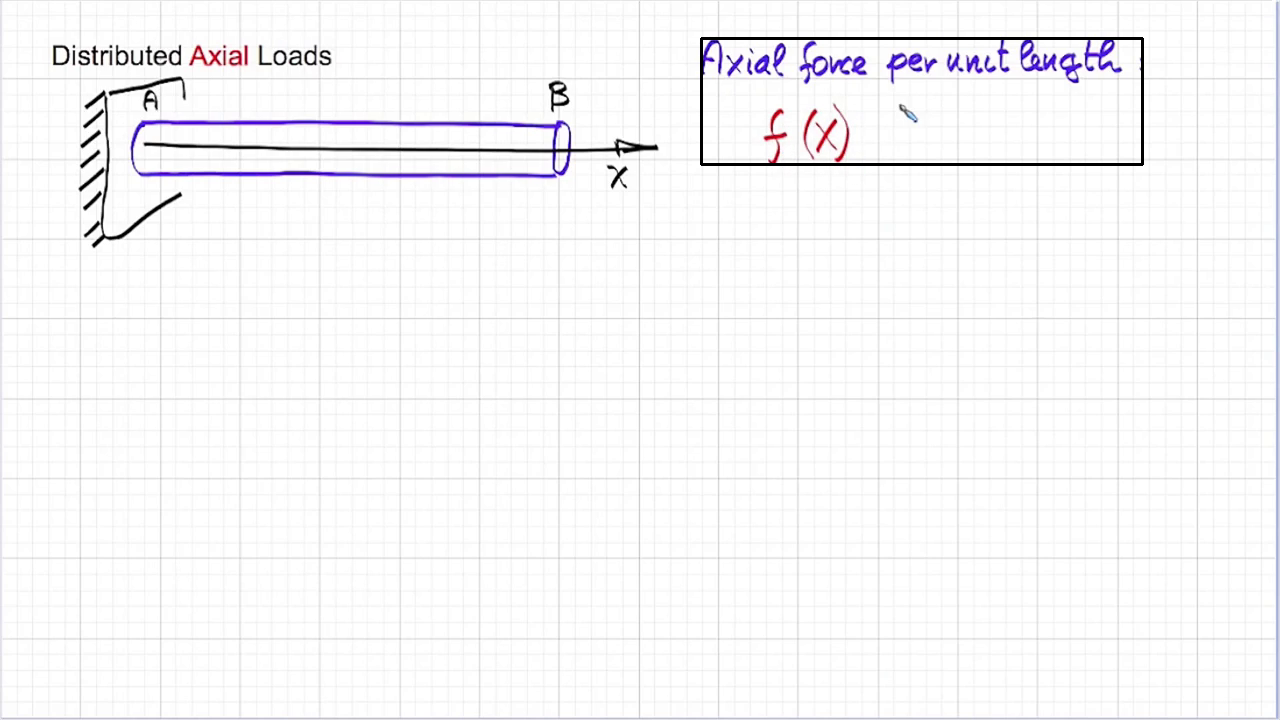 Distributed Axial Loads
Axial force per unit length :
f(x)
A
B
x